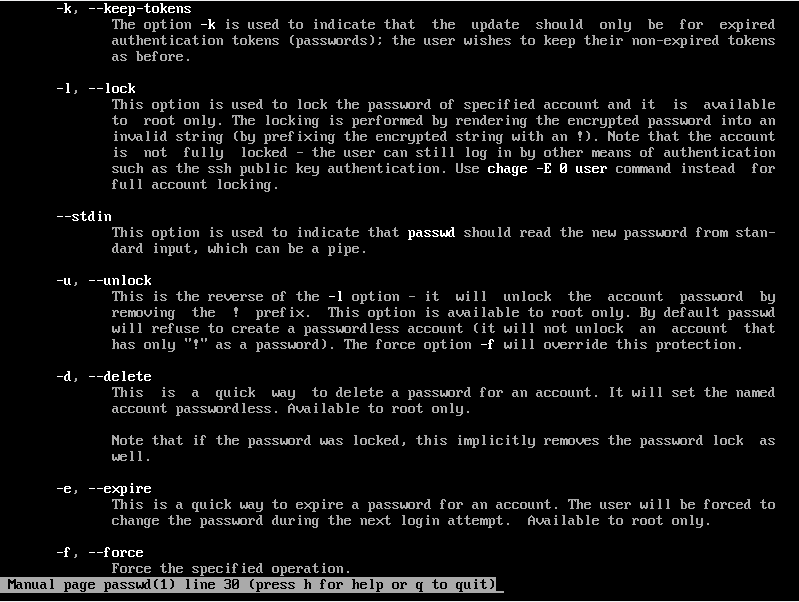 -k, --keep-tokens
The option -k is used to indicate that the update should only be for expired
authentication tokens (passwords); the user wishes to keep their non-expired tokens
as before.
-l, --lock
This option is used to lock the password of specified account and it is available
to root only. The locking is performed by rendering the encrypted password into an
invalid string (by prefixing the encrypted string with an !). Note that the account
is not fully locked - the user can still log in by other means of authentication
such as the ssh public key authentication. Use chage -E 0 user command instead for
full account locking.
--stdin
This option is used to indicate that passwd should read the new password from stan-
dard input, which can be a pipe.
-u, --unlock
This is the reverse of the -l option - it will unlock the account password by
removing the ! prefix. This option is available to root only. By default passwd
will refuse to create a passwordless account (it will not unlock an account that
has only "!" as a password). The force option -f will override this protection.
-d, --delete
This is a quick way to delete a password for an account. It will set the named
account passwordless. Available to root only.
Note that if the password was locked, this implicitly removes the password lock as
well.
-e, --expire
This is a quick way to expire a password for an account. The user will be forced to
change the password during the next login attempt. Available to root only.
-f, --force
Force the specified operation.
Manual page passwd(1) line 30 (press h for help or q to quit)